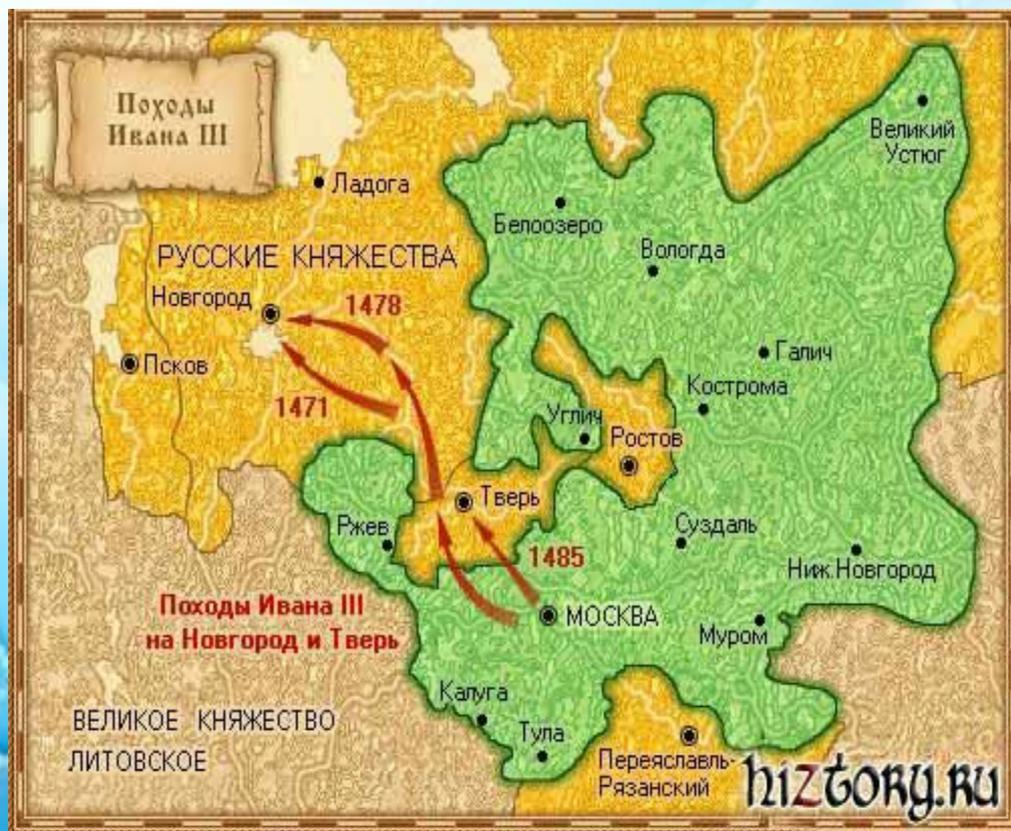 Походы
Ивана III
Великий
Устюг
Ладога
Белоозеро
Вологда
РУССКИЕ КНЯЖЕСТВА
Новгород
1478
Псков
Галич
1471
Кострома
Углич
Ростов
Тверь
Ржев
Суздаль
1485
Ниж.Новгород
Походы Ивана III
на Новгород и Тверь
МОСКВА
Муром
Калуга
ВЕЛИКОЕ КНЯЖЕСТВО
ЛИТОВСКОЕ
Тула
Переяславль-
Рязанский
hiztory.ru